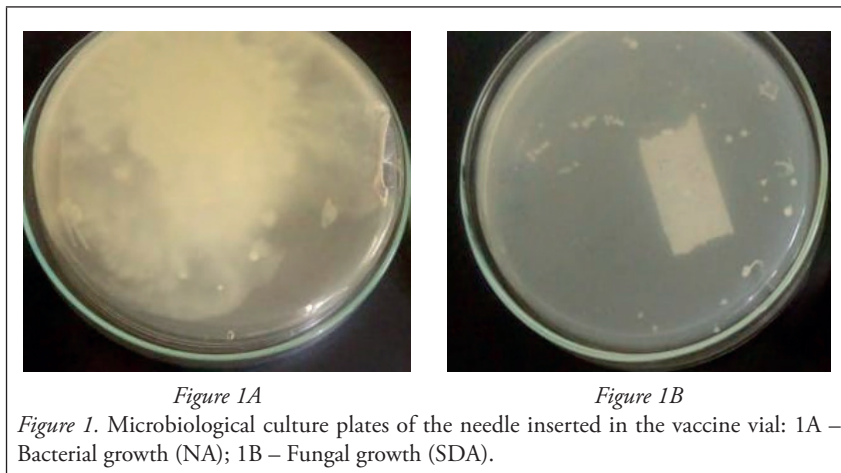 Figure 1A
Figure 1B
Figure 1. Microbiological culture plates of the needle inserted in the vaccine vial: 1A –
Bacterial growth (NA); 1B – Fungal growth (SDA).